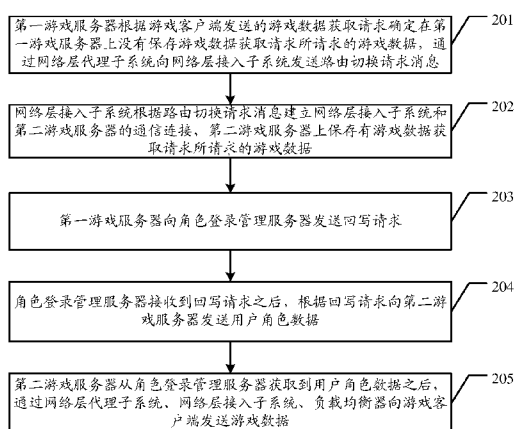 第一游戏服务器根据游戏客户端发送的游戏数据获取请求确定在第
一游戏服务器上没有保存游戏数据获取请求所请求的游戏数据，通
过网络层代理子系统向网络层接入子系统发送路由切换请求消息
201
网络层接入子系统根据路由切换请求消息建立网络层接入子系统和
第二游戏服务器的通信连接、第二游戏服务器上保存有游戏数据获
取请求所请求的游戏数据
202
第一游戏服务器向角色登录管理服务器发送回写请求
203
角色登录管理服务器接收到回写请求之后，根据回写请求向第二游
戏服务器发送用户角色数据
204
第二游戏服务器从角色登录管理服务器获取到用户角色数据之后，
通过网络层代理子系统、网络层接入子系统、负载均衡器向游戏客
户端发送游戏数据
205